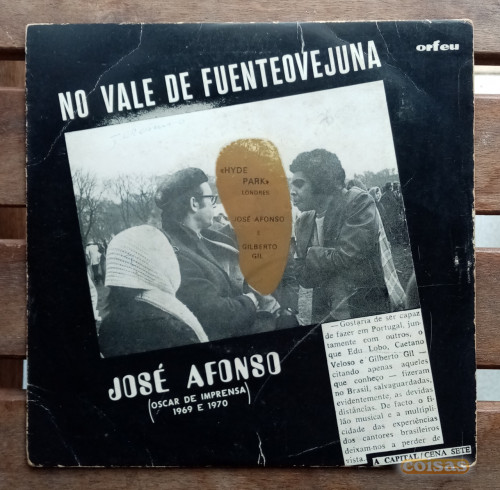 orfeu
NO VALE DE FUENTEOVEJUNA
«HYDE
PARK»
LONDRES
JOSÉ AFONSO
E
GILBERTO
GIL
JOSÉ AFONSO
(OSCAR DE IMPRENSA)
1969 E 1970
— Gostaria de ser capaz
de fazer em Portugal, jun-
tamente com outros, o
que Edu Lobo, Caetano
Veloso e Gilberto Gil —
citando apenas aqueles
que conheço — fizeram
no Brasil, salvaguardadas,
evidentemente, as devidas
distâncias. De facto o fi-
lão musical e a multipli-
cidade das experiências
dos cantores brasileiros
deixam-nos a perder de
vista.
A CAPITAL/CENA SETE
coisas